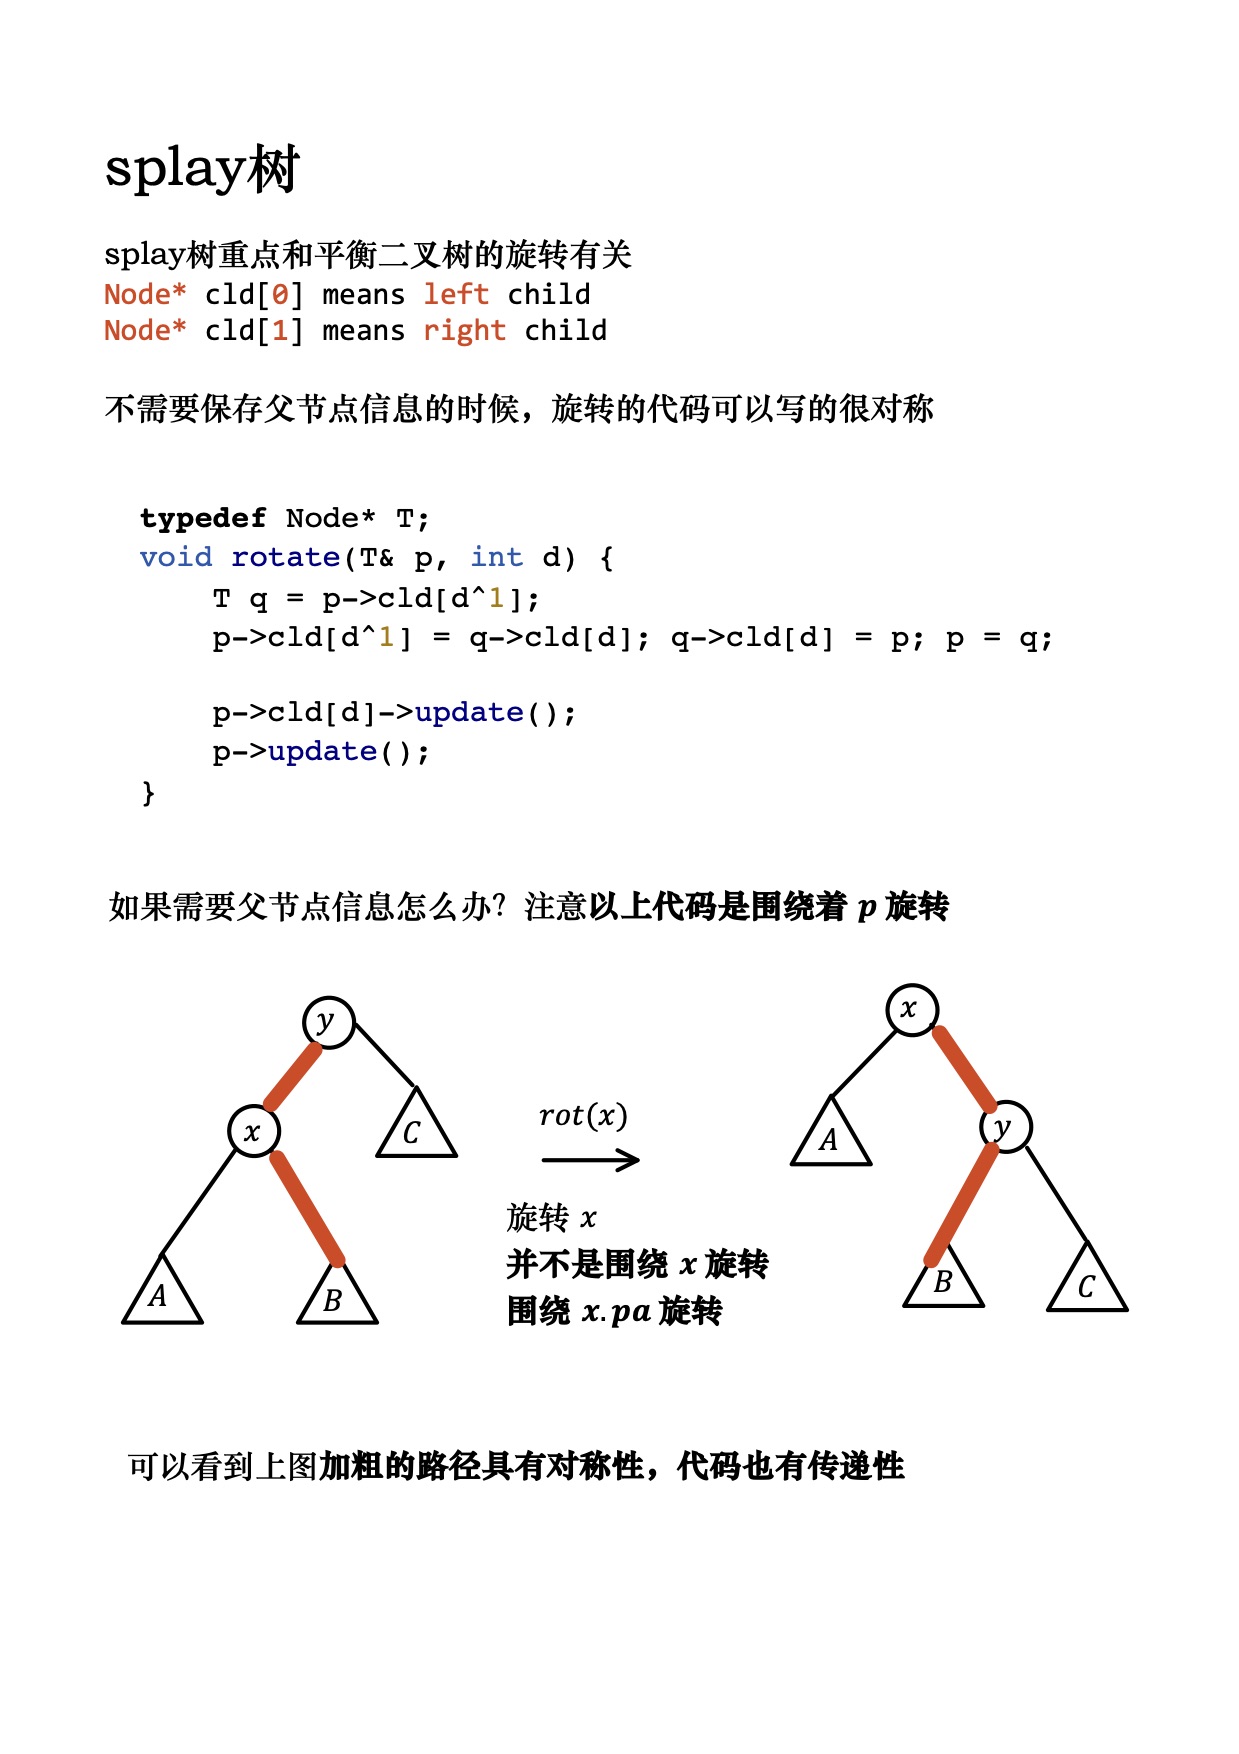 splay树
splay树重点和平衡二叉树的旋转有关
Node* cld[0] means left child
Node* cld[1] means right child
不需要保存父节点信息的时候，旋转的代码可以写的很对称
typedef Node* T;
void rotate(T& p, int d) {
    T q = p->cld[d^1];
    p->cld[d^1] = q->cld[d]; q->cld[d] = p; p = q;
    p->cld[d]->update();
    p->update();
}
如果需要父节点信息怎么办？注意以上代码是围绕着 p 旋转
y
x
C
A
B
rot(x)
旋转 x
并不是围绕 x 旋转
围绕 x.pa 旋转
x
A
y
B
C
可以看到上图加粗的路径具有对称性，代码也有传递性